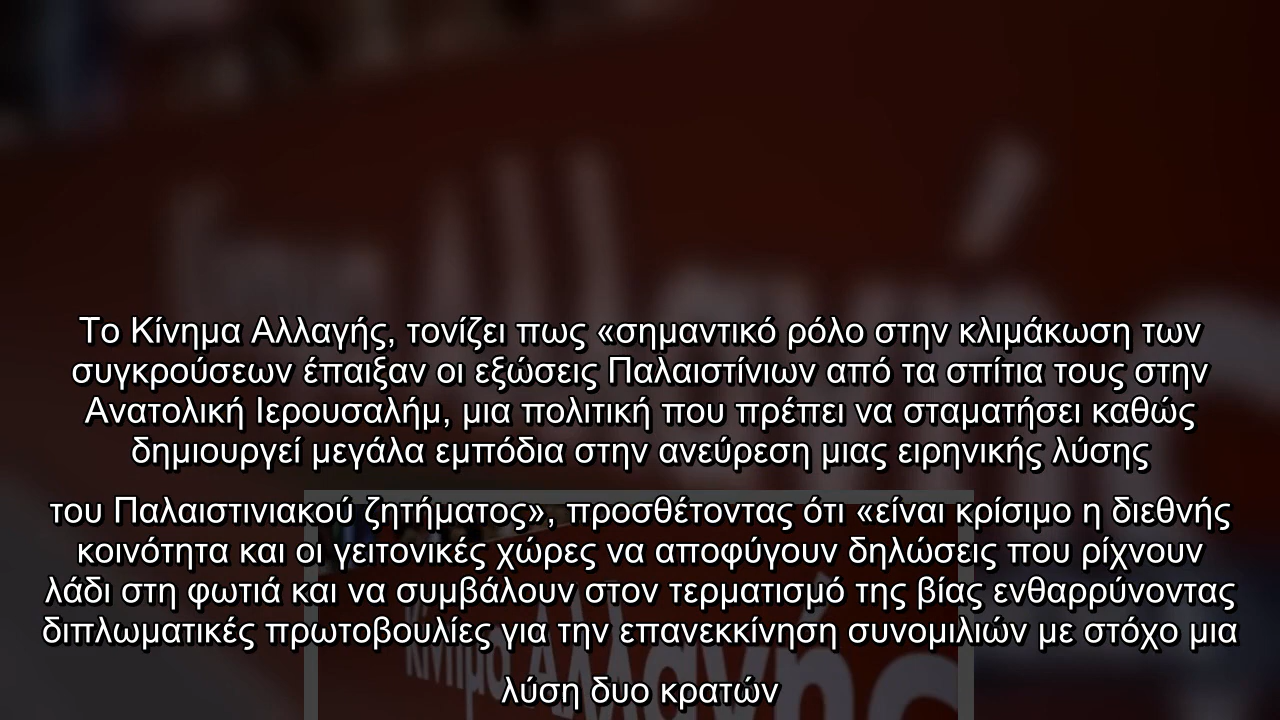 Το Κίνημα Αλλαγής, τονίζει πως «σημαντικό ρόλο στην κλιμάκωση των
συγκρούσεων έπαιξαν οι εξώσεις Παλαιστίνιων από τα σπίτια τους στην
Ανατολική Ιερουσαλήμ, μια πολιτική που πρέπει να σταματήσει καθώς
δημιουργεί μεγάλα εμπόδια στην ανεύρεση μιας ειρηνικής λύσης
του Παλαιστινιακού ζητήματος», προσθέτοντας ότι «είναι κρίσιμο η διεθνής
κοινότητα και οι γειτονικές χώρες να αποφύγουν δηλώσεις που ρίχνουν
λάδι στη φωτιά και να συμβάλουν στον τερματισμό της βίας ενθαρρύνοντας
διπλωματικές πρωτοβουλίες για την επανεκκίνηση συνομιλιών με στόχο μια
λύση δυο κρατών
Κίνημα Αλλαγής